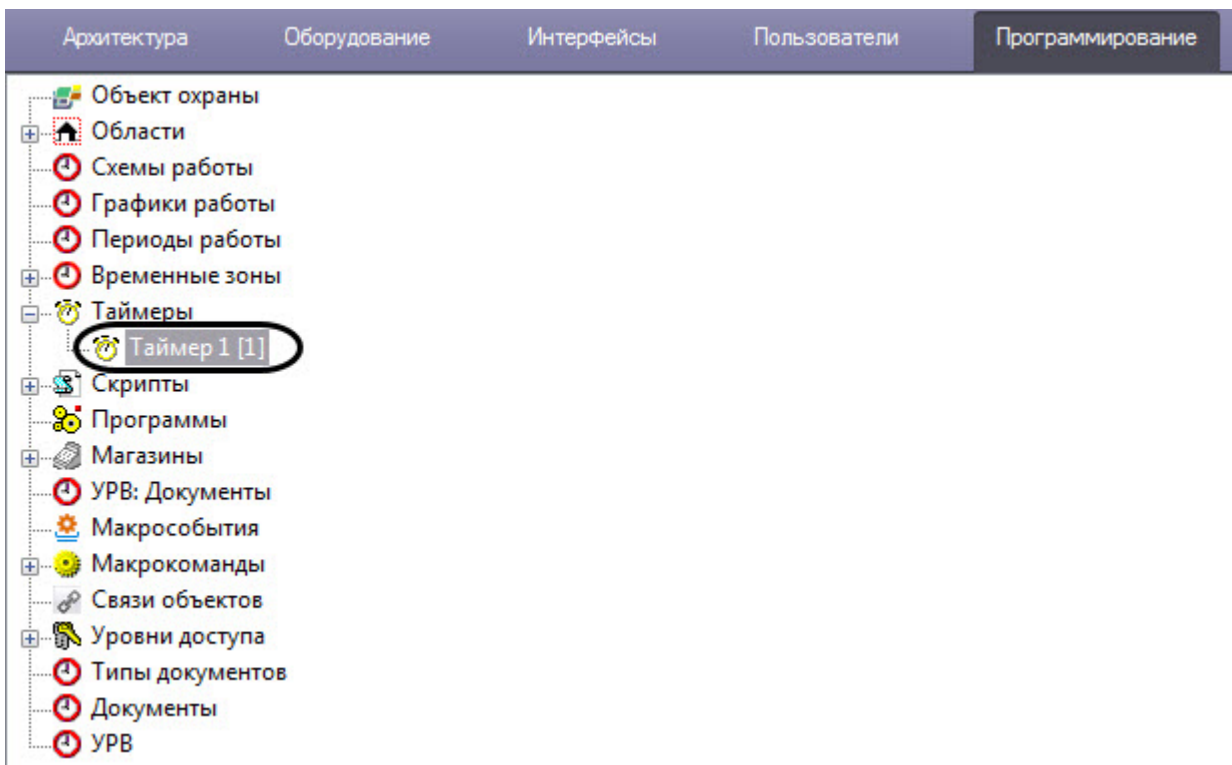 Архитектура Оборудование Интерфейсы Пользователи Программирование
Объект охраны
Области
Схемы работы
Графики работы
Периоды работы
Временные зоны
Таймеры
Таймер 1 [1]
Скрипты
Программы
Магазины
УРВ: Документы
Макрособытия
Макрокоманды
Связи объектов
Уровни доступа
Типы документов
Документы
УРВ